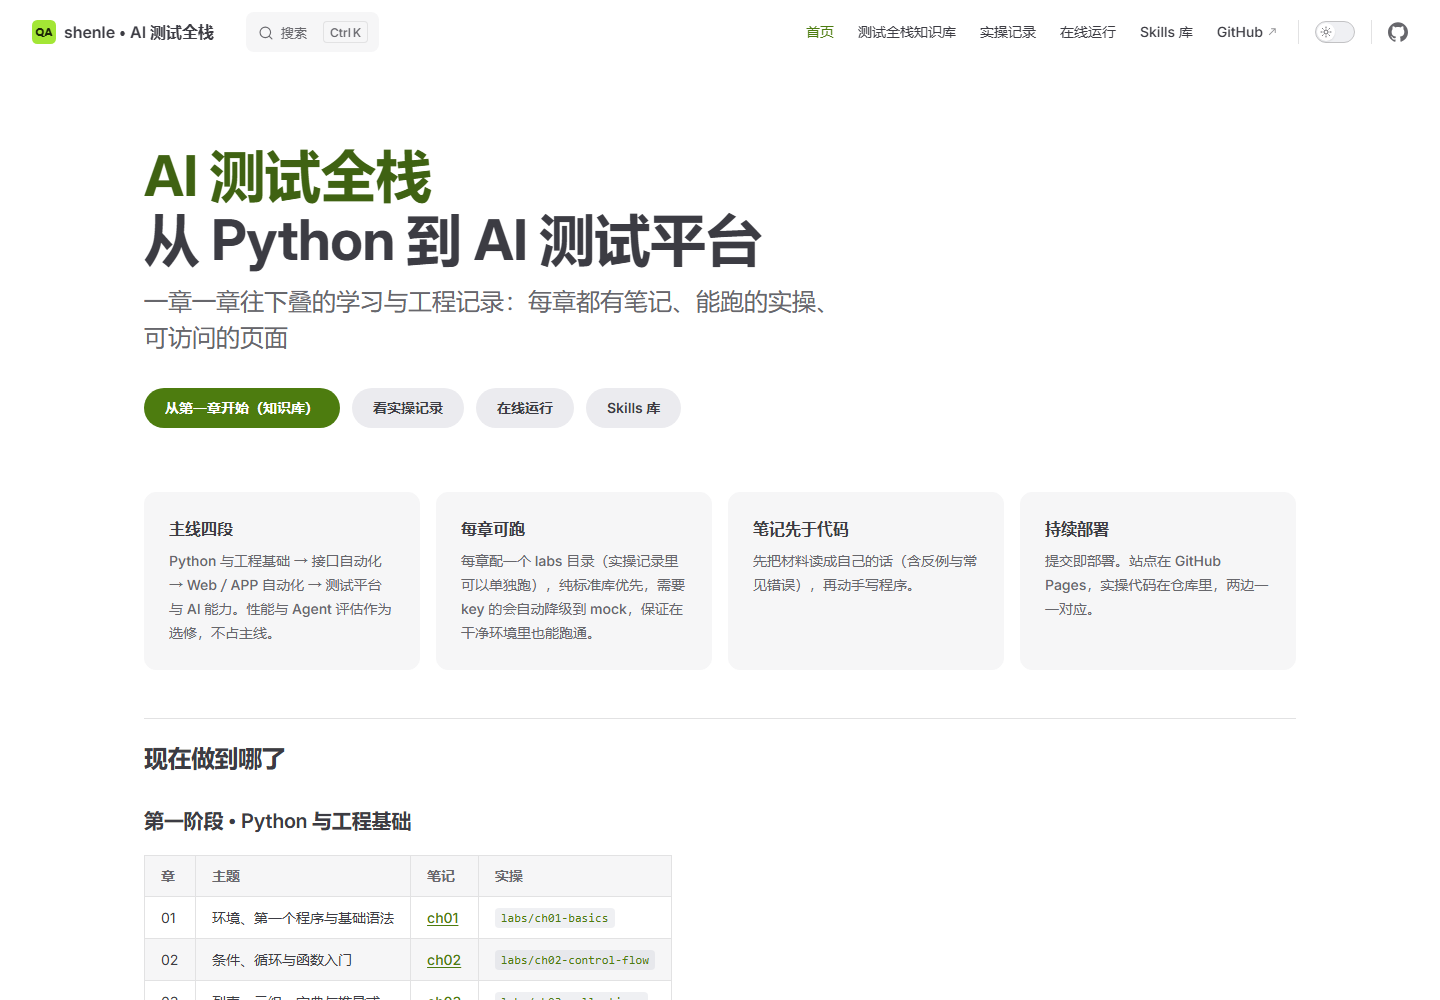 QA shenle • AI 测试全栈
搜索 Ctrl K
首页 测试全栈知识库 实操记录 在线运行 Skills 库 GitHub
AI 测试全栈
从 Python 到 AI 测试平台
一章一章往下叠的学习与工程记录：每章都有笔记、能跑的实操、
可访问的页面
从第一章开始（知识库） 看实操记录 在线运行 Skills 库
主线四段
Python 与工程基础 → 接口自动化
→ Web / APP 自动化 → 测试平台
与 AI 能力。性能与 Agent 评估作为
选修，不占主线。
每章可跑
每章配一个 labs 目录（实操记录里
可以单独跑），纯标准库优先，需要
key 的会自动降级到 mock，保证在
干净环境里也能跑通。
笔记先于代码
先把材料读成自己的话（含反例与常
见错误），再动手写程序。
持续部署
提交即部署。站点在 GitHub
Pages，实操代码在仓库里，两边一
一对应。
现在做到哪了
第一阶段 • Python 与工程基础
章 主题 笔记 实操
01 环境、第一个程序与基础语法 ch01 labs/ch01-basics
02 条件、循环与函数入门 ch02 labs/ch02-control-flow